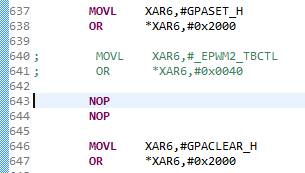 637 MOVL XAR6,#GPASET_H
638 OR *XAR6,#0x2000
639
640 ; MOVL XAR6,#_EPWM2_TBCTL
641 ; OR *XAR6,#0x0040
642
643 NOP
644 NOP
645
646 MOVL XAR6,#GPACLEAR_H
647 OR *XAR6,#0x2000